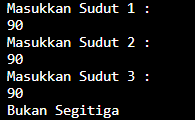 Masukkan Sudut 1 :
90
Masukkan Sudut 2 :
90
Masukkan Sudut 3 :
90
Bukan Segitiga